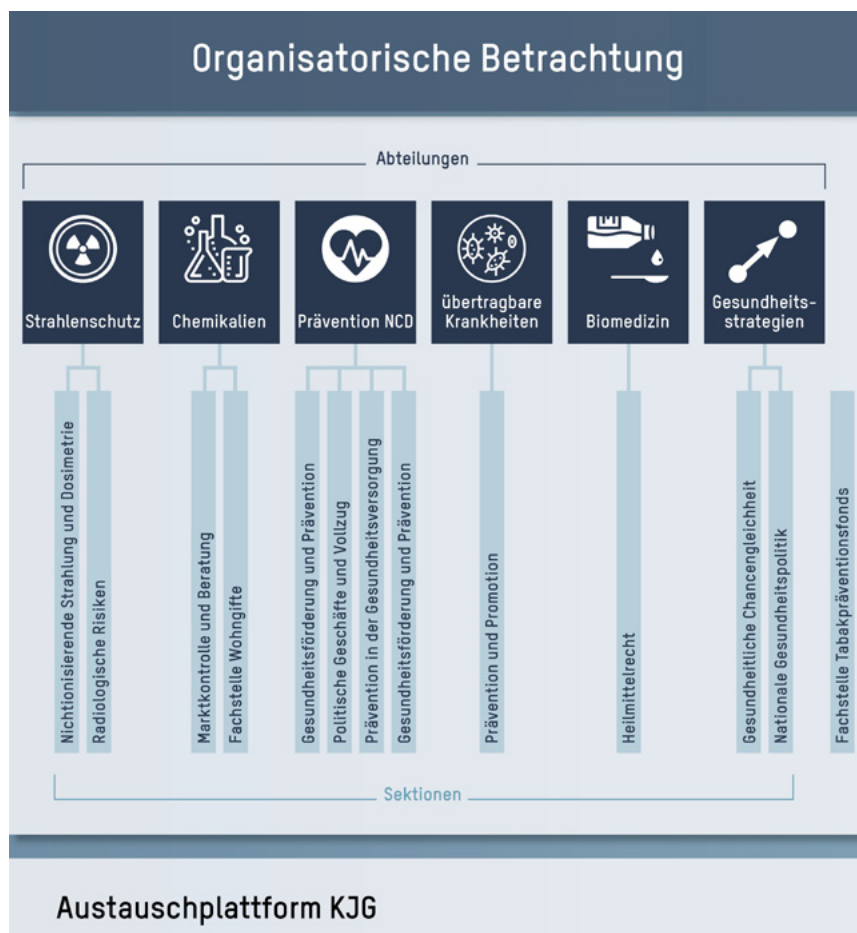 Organisatorische Betrachtung
Abteilungen
Strahlenschutz
Chemikalien
Prävention NCD
übertragbare
Krankheiten
Biomedizin
Gesundheits-
strategien
Nichtionisierende Strahlung und Dosimetrie
Radiologische Risiken
Marktkontrolle und Beratung
Fachstelle Wohngifte
Gesundheitsförderung und Prävention
Politische Geschäfte und Vollzug
Prävention in der Gesundheitsversorgung
Gesundheitsförderung und Prävention
Prävention und Promotion
Heilmittelrecht
Gesundheitliche Chancengleichheit
Nationale Gesundheitspolitik
Fachstelle Tabakpräventionsfonds
Sektionen
Austauschplattform KJG